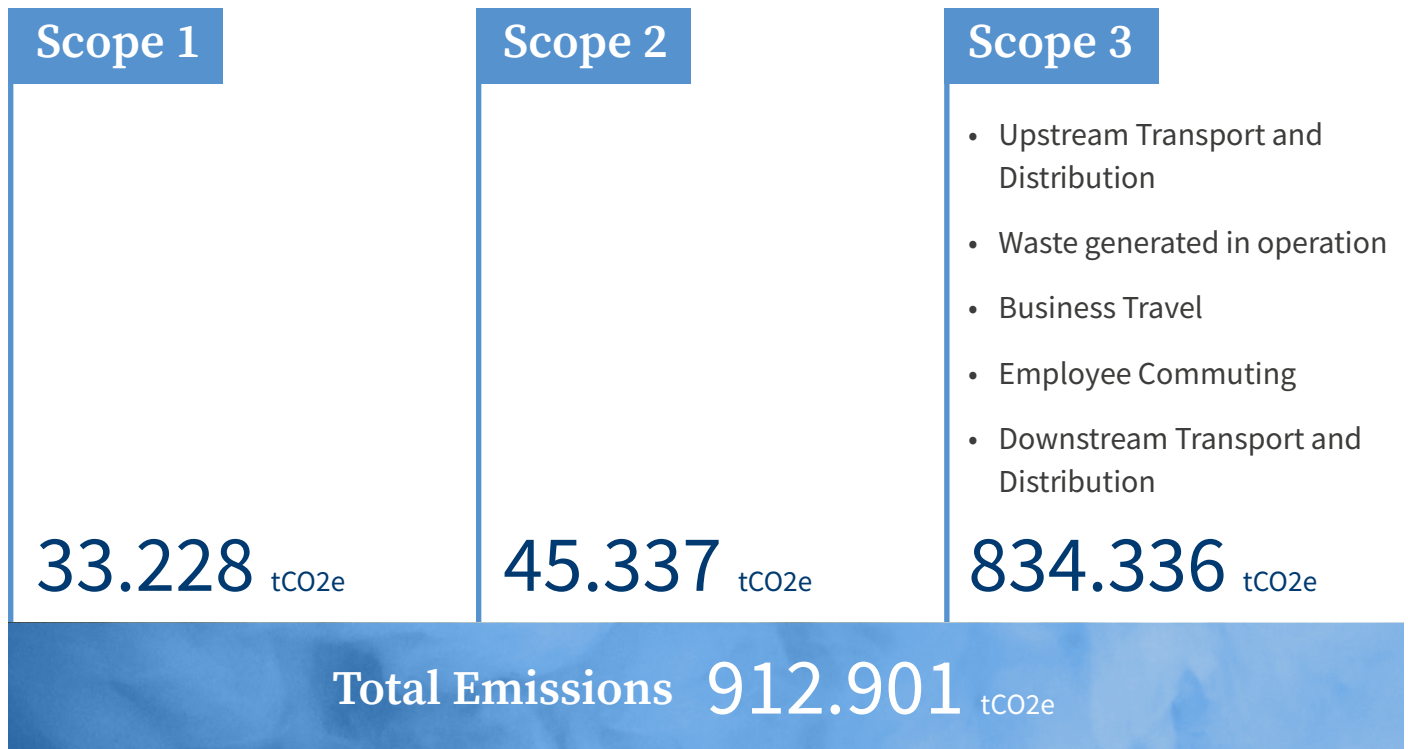 Scope 1
33.228 tCO2e
Scope 2
45.337 tCO2e
Scope 3
• Upstream Transport and
Distribution
• Waste generated in operation
• Business Travel
• Employee Commuting
• Downstream Transport and
Distribution
834.336 tCO2e
Total Emissions 912.901 tCO2e